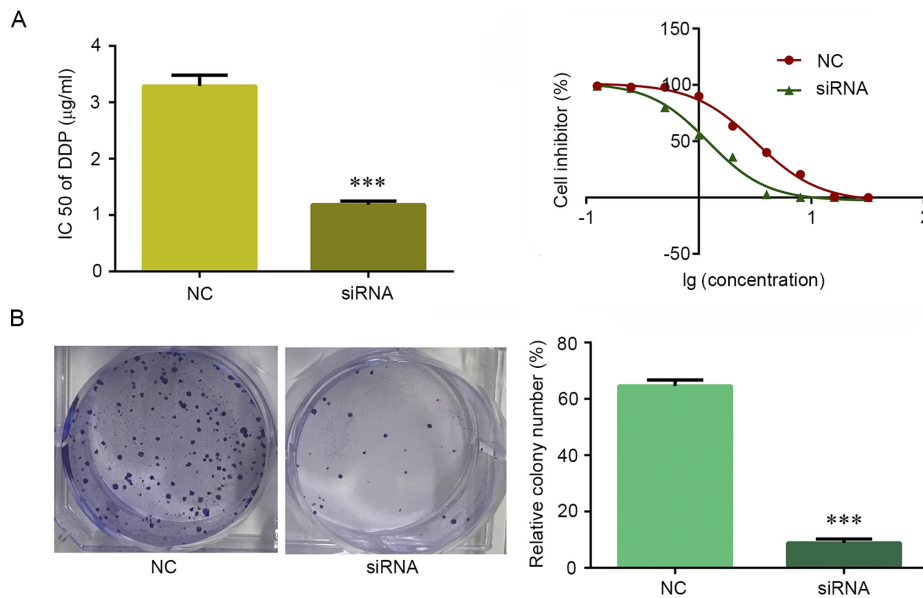 A
IC 50 of DDP (μg/ml)
4
3
2
1
0
***
NC
siRNA
Cell inhibitor (%)
150
100
50
-50
-1
1
2
lg (concentration)
NC
siRNA
B
NC
siRNA
Relative colony number (%)
80
60
40
20
0
***
NC
siRNA